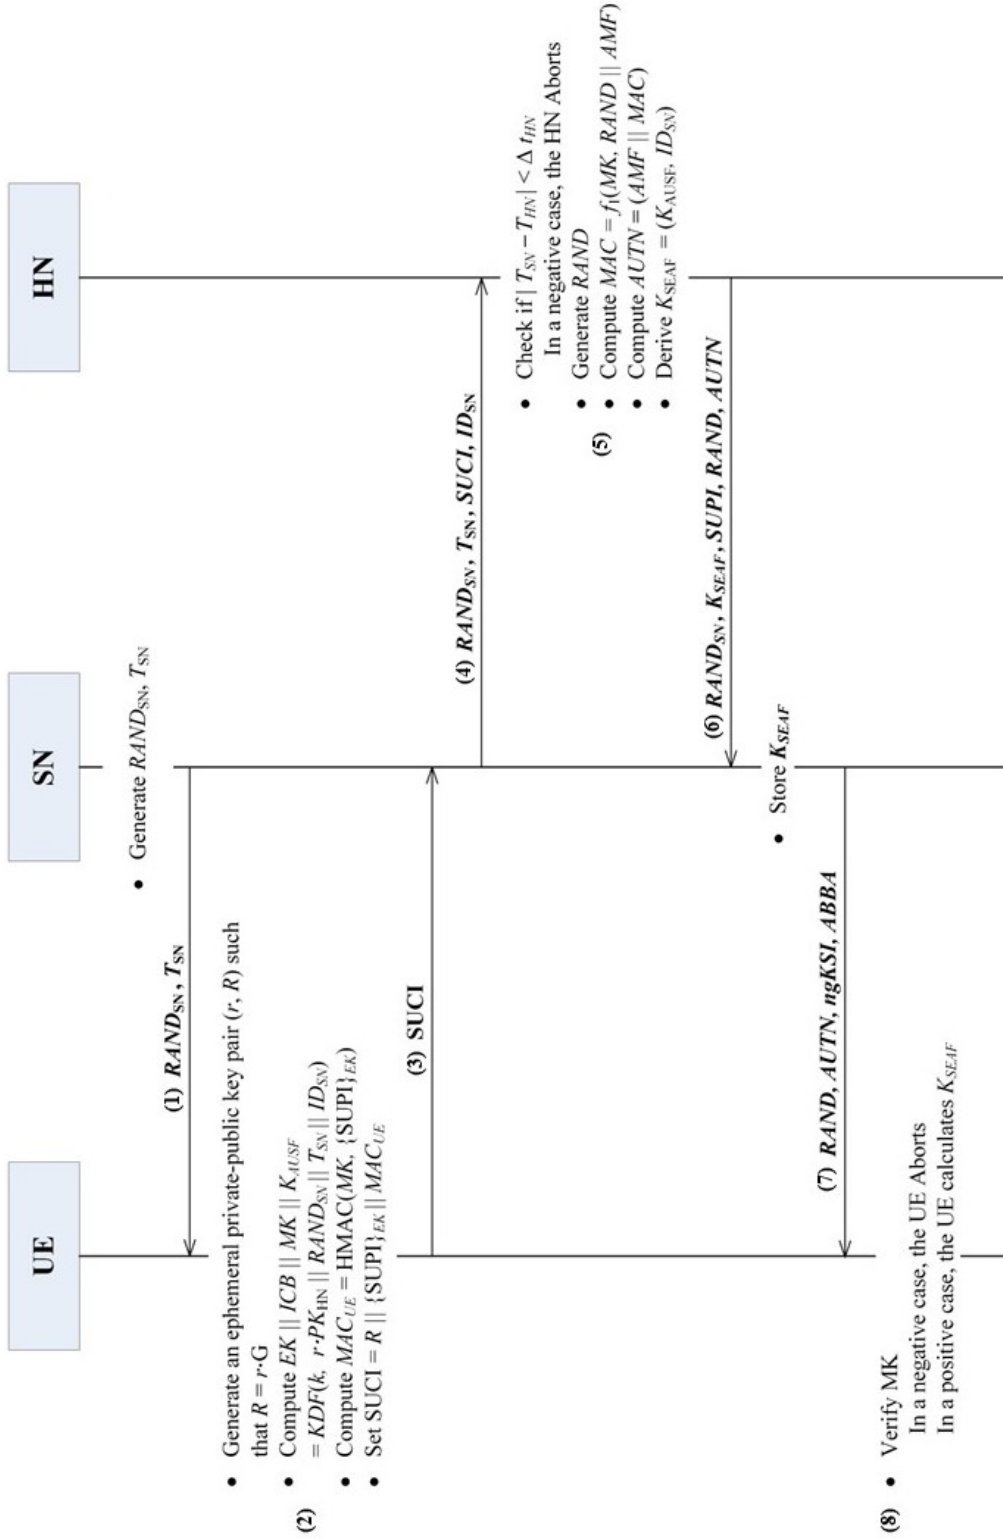 UE
SN
HN
• Generate RAND_SN, T_SN
(1) RAND_SN, T_SN
(2)
• Generate an ephemeral private-public key pair (r, R) such
that R = r·G
• Compute EK || ICB || MK || K_AUSF
= KDF(k, r·PK_HN || RAND_SN || T_SN || ID_SN)
• Compute MAC_UE = HMAC(MK, {SUPI}_EK)
• Set SUCI = R || {SUPI}_EK || MAC_UE
(3) SUCI
(4) RAND_SN, T_SN, SUCI, ID_SN
(5)
• Check if | T_SN – T_HN | < Δ t_HN
In a negative case, the HN Aborts
• Generate RAND
• Compute MAC = f₁(MK, RAND || AMF)
• Compute AUTN = (AMF || MAC)
• Derive K_SEAF = (K_AUSF, ID_SN)
(6) RAND_SN, K_SEAF, SUPI, RAND, AUTN
• Store K_SEAF
(7) RAND, AUTN, ngKSI, ABBA
(8) • Verify MK
In a negative case, the UE Aborts
In a positive case, the UE calculates K_SEAF